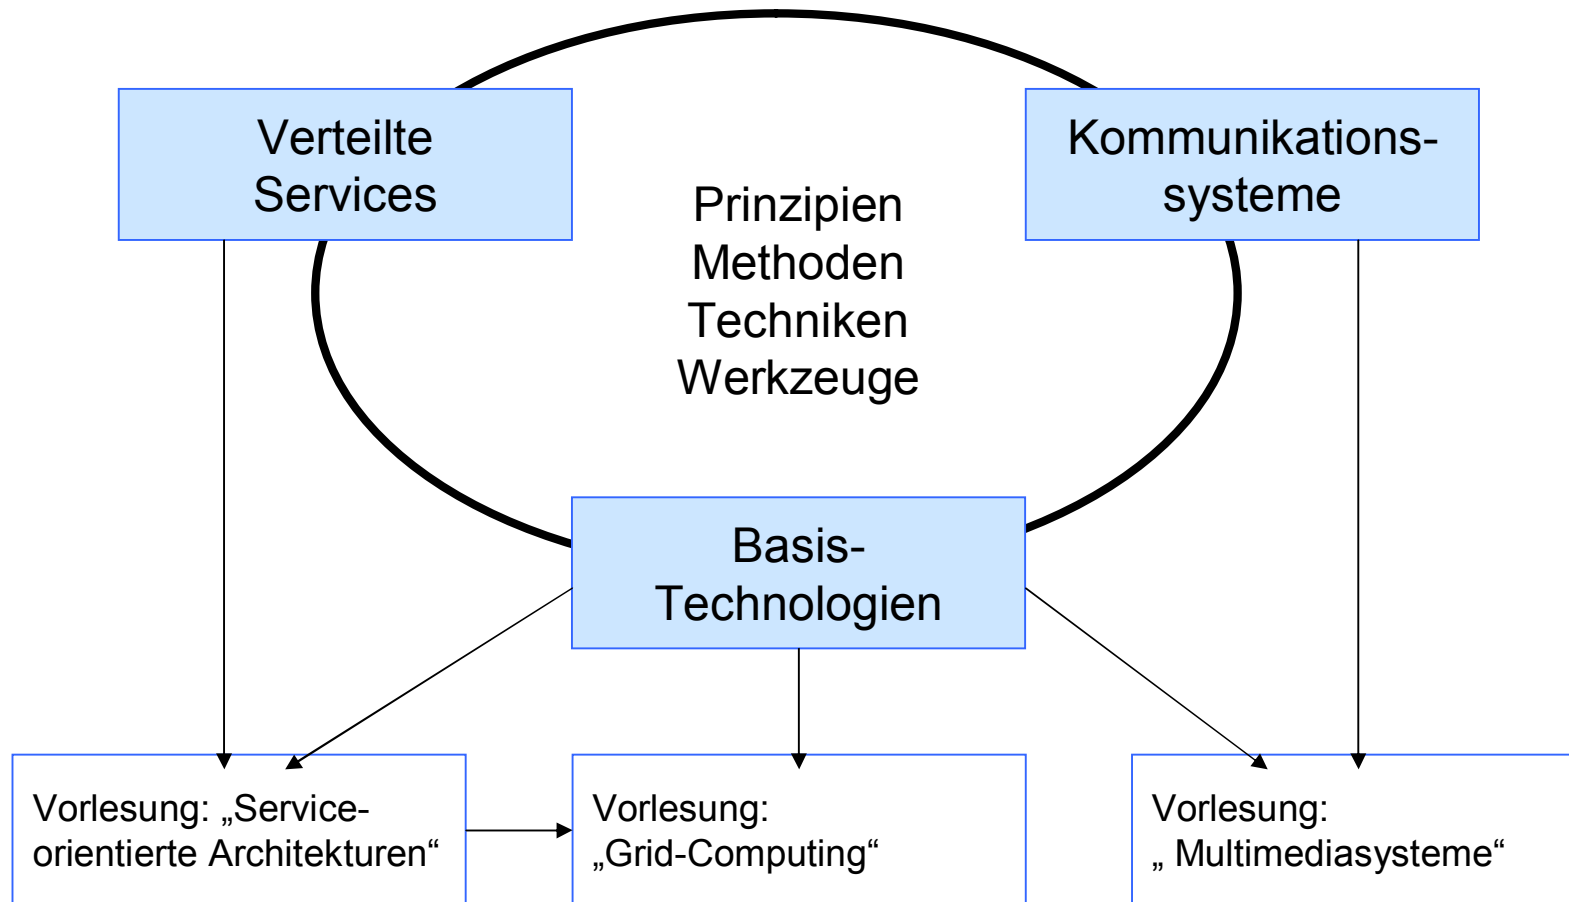 Verteilte
Services
Kommunikations-
systeme
Prinzipien
Methoden
Techniken
Werkzeuge
Basis-
Technologien
Vorlesung: „Service-
orientierte Architekturen“
Vorlesung:
„Grid-Computing“
Vorlesung:
„ Multimediasysteme“